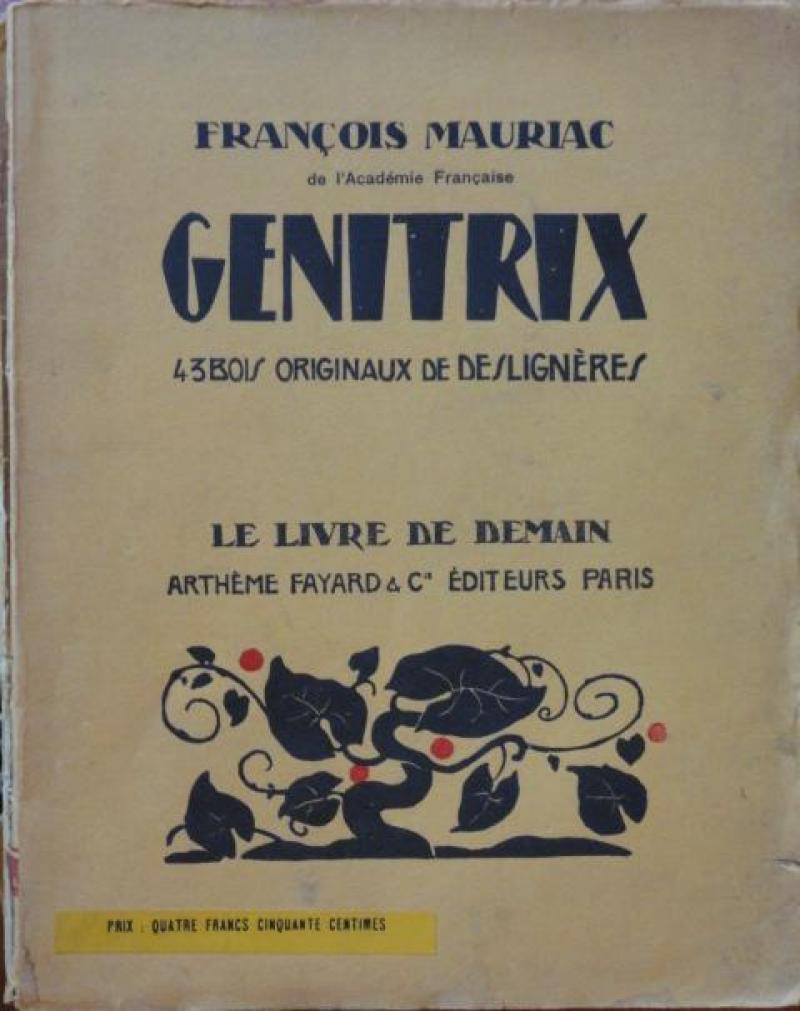 FRANÇOIS MAURIAC
de l'Académie Française
GENITRIX
43 BOIS ORIGINAUX DE DESLIGNÈRES
LE LIVRE DE DEMAIN
ARTHÈME FAYARD & Cie ÉDITEURS PARIS
PRIX : QUATRE FRANCS CINQUANTE CENTIMES